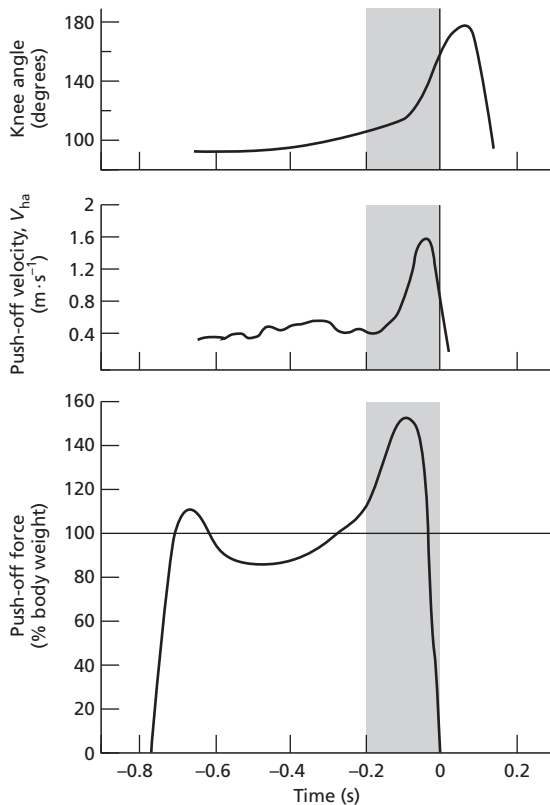 Knee angle
(degrees)
180
140
100
Push-off velocity, Vha
(m·s−1)
2
1.6
1.2
0.8
0.4
Push-off force
(% body weight)
160
140
120
100
80
60
40
20
0
−0.8 −0.6 −0.4 −0.2 0 0.2
Time (s)